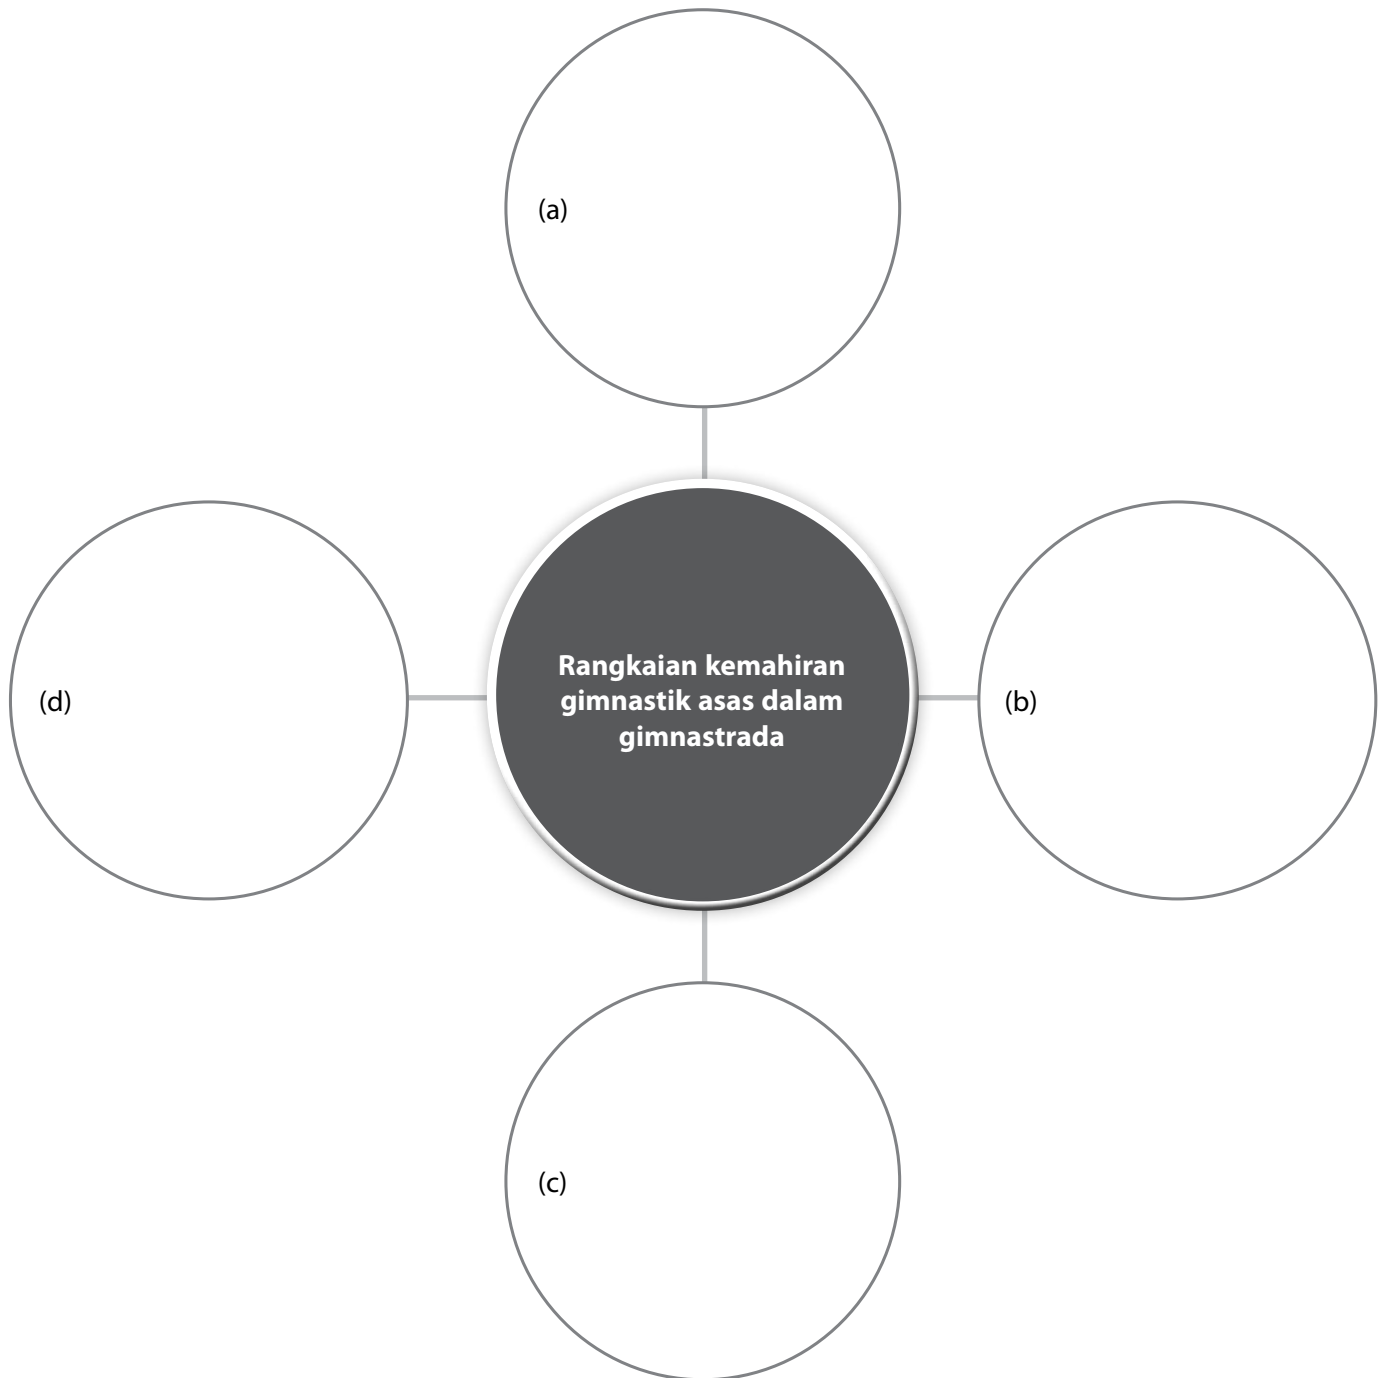 (a)
(d)
Rangkaian kemahiran
gimnastik asas dalam
gimnastrada
(b)
(c)